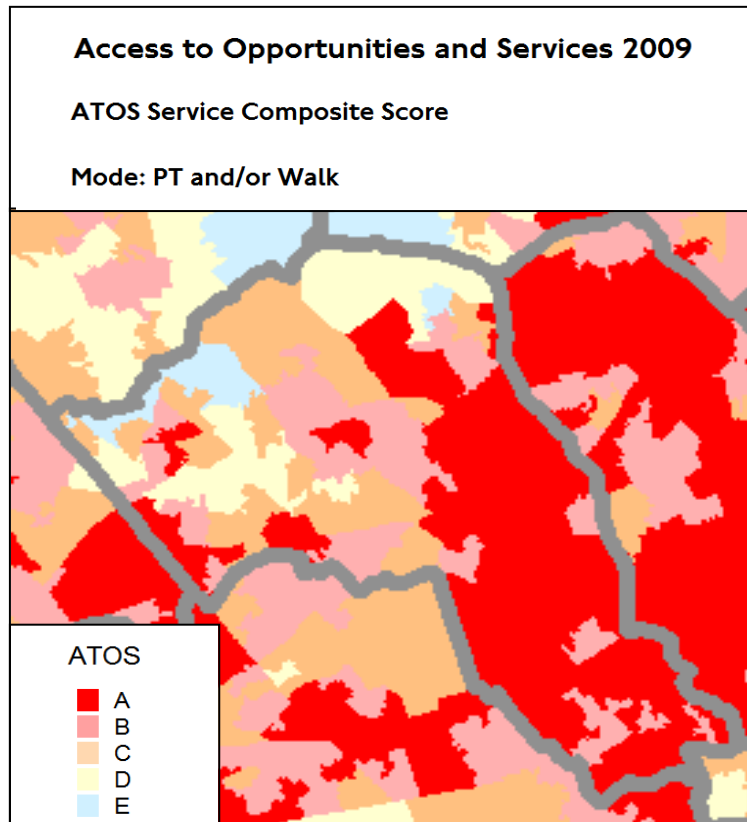 Access to Opportunities and Services 2009
ATOS Service Composite Score
Mode: PT and/or Walk
ATOS
A
B
C
D
E